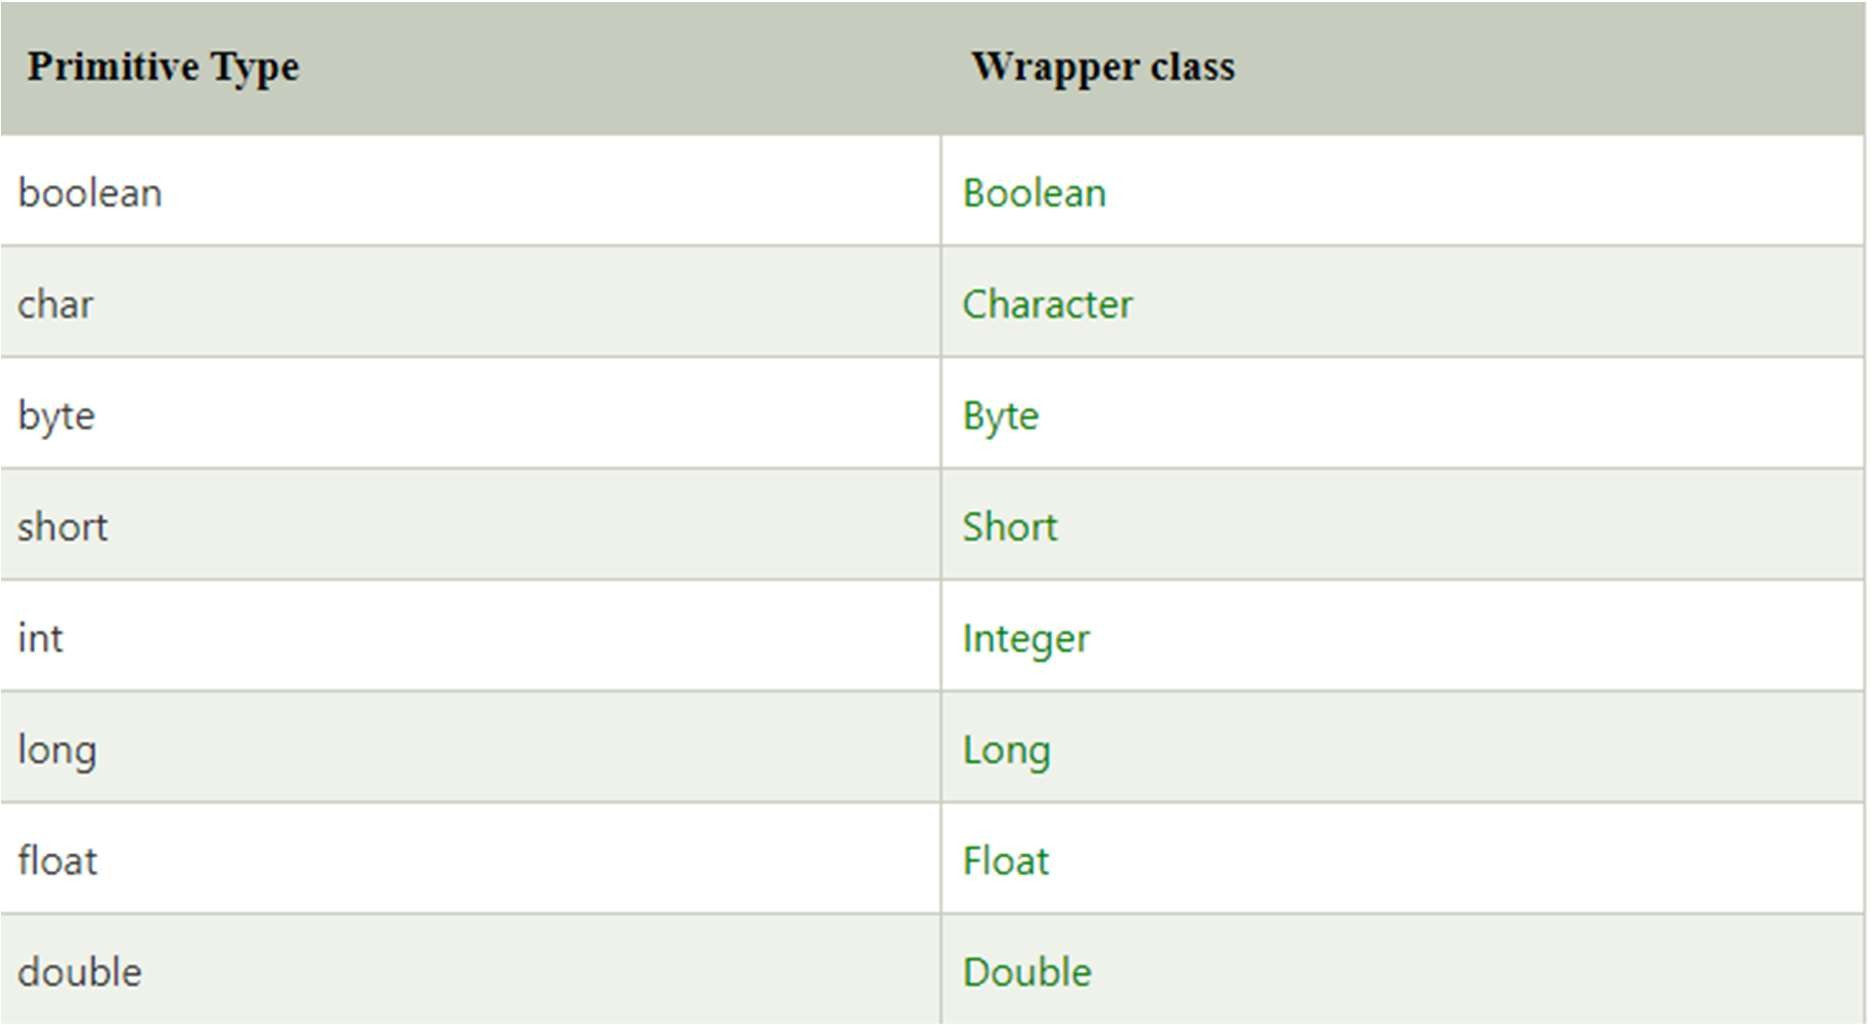 Primitive Type Wrapper class
boolean Boolean
char Character
byte Byte
short Short
int Integer
long Long
float Float
double Double